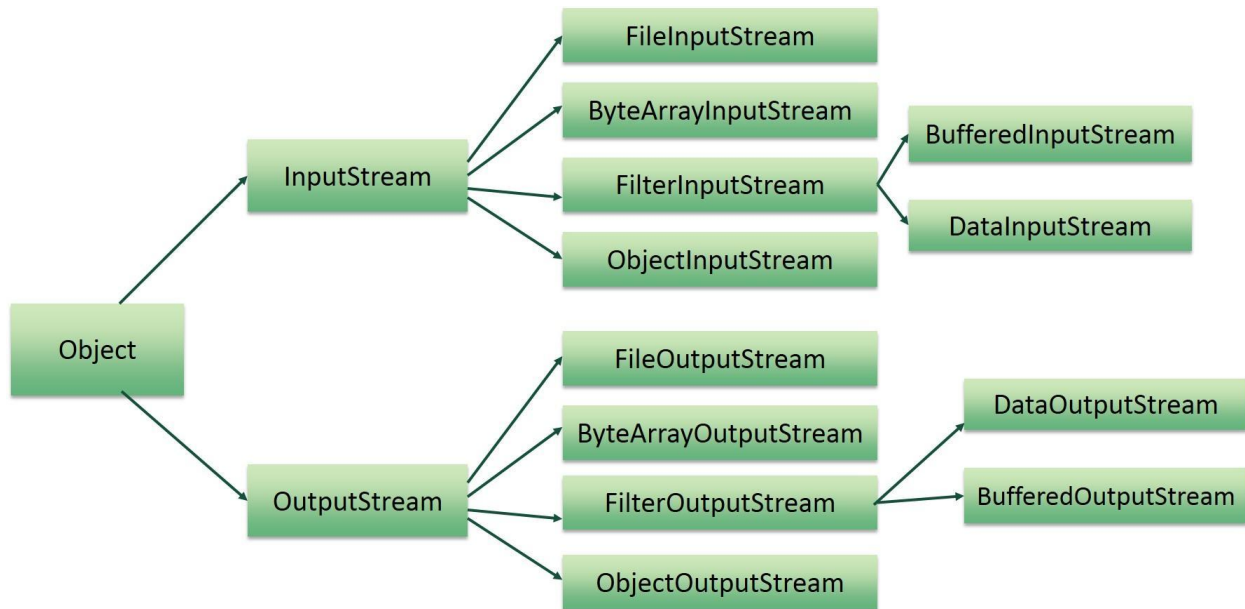 Object
InputStream
FileInputStream
ByteArrayInputStream
FilterInputStream
ObjectInputStream
BufferedInputStream
DataInputStream
OutputStream
FileOutputStream
ByteArrayOutputStream
FilterOutputStream
ObjectOutputStream
DataOutputStream
BufferedOutputStream